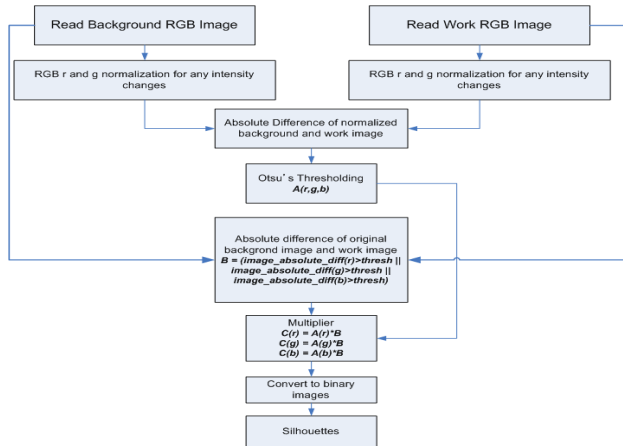 Read Background RGB Image
Read Work RGB Image
RGB r and g normalization for any intensity
changes
RGB r and g normalization for any intensity
changes
Absolute Difference of normalized
background and work image
Otsu's Thresholding
A(r,g,b)
Absolute difference of original
backgrond image and work image
B = (image_absolute_diff(r)>thresh ||
image_absolute_diff(g)>thresh ||
image_absolute_diff(b)>thresh)
Multiplier
C(r) = A(r)*B
C(g) = A(g)*B
C(b) = A(b)*B
Convert to binary
images
Silhouettes